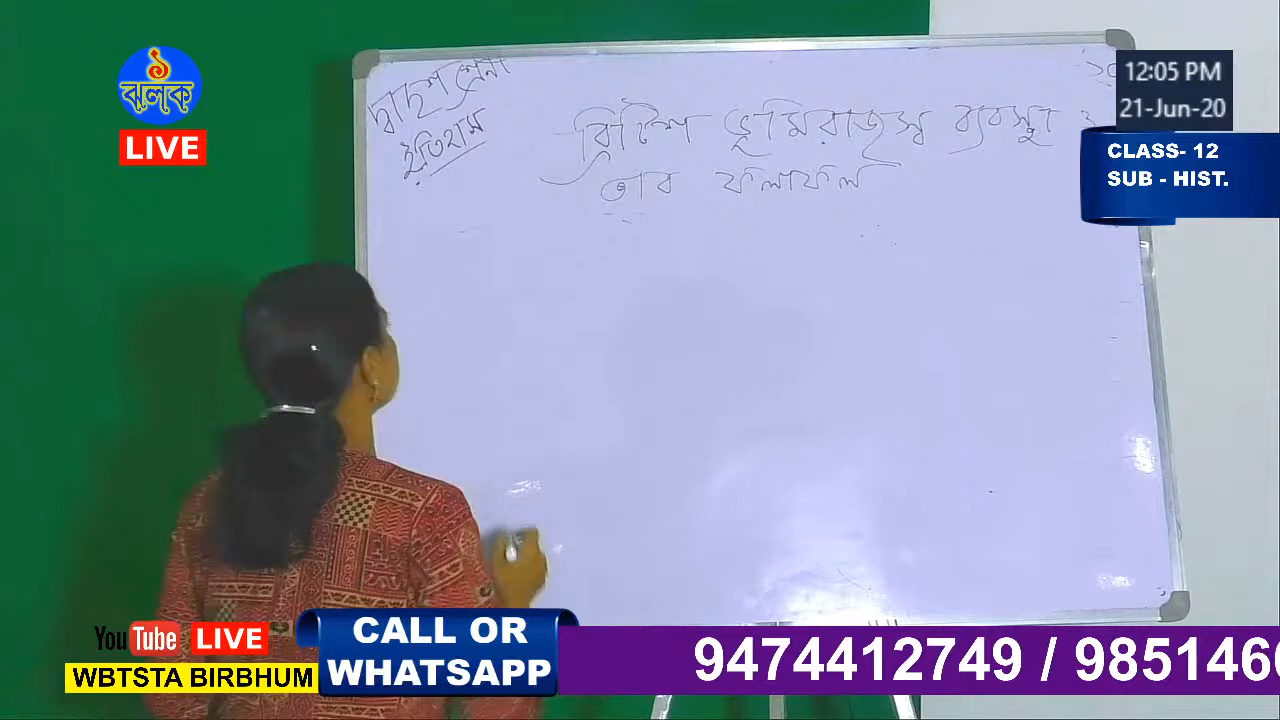 ঝলক
LIVE
12:05 PM
21-Jun-20
CLASS- 12
SUB - HIST.
দ্বাদশ শ্রেণী
ইতিহাস
ব্রিটিশ ভূমিরাজস্ব ব্যবস্থা ও
তার ফলাফল
YouTube LIVE
WBTSTA BIRBHUM
CALL OR
WHATSAPP
9474412749 / 985146